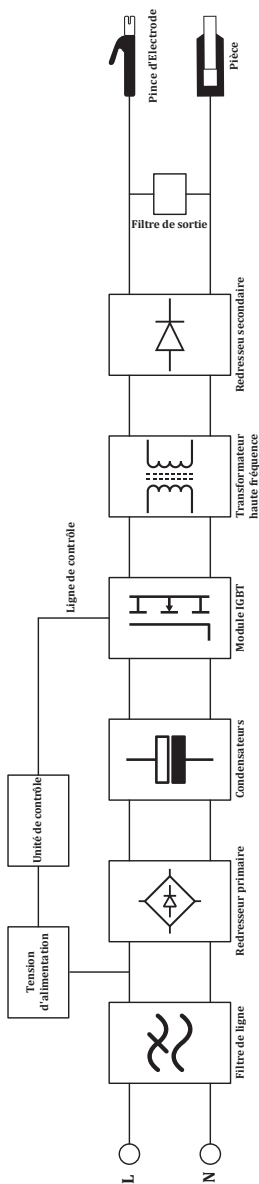 Tension
d'alimentation
Unité de contrôle
Ligne de contrôle
L
N
Filtre de ligne
Redresseur primaire
Condensateurs
Module IGBT
Transformateur
haute fréquence
Redresseu secondaire
Filtre de sortie
Pince d'Electrode
Pièce